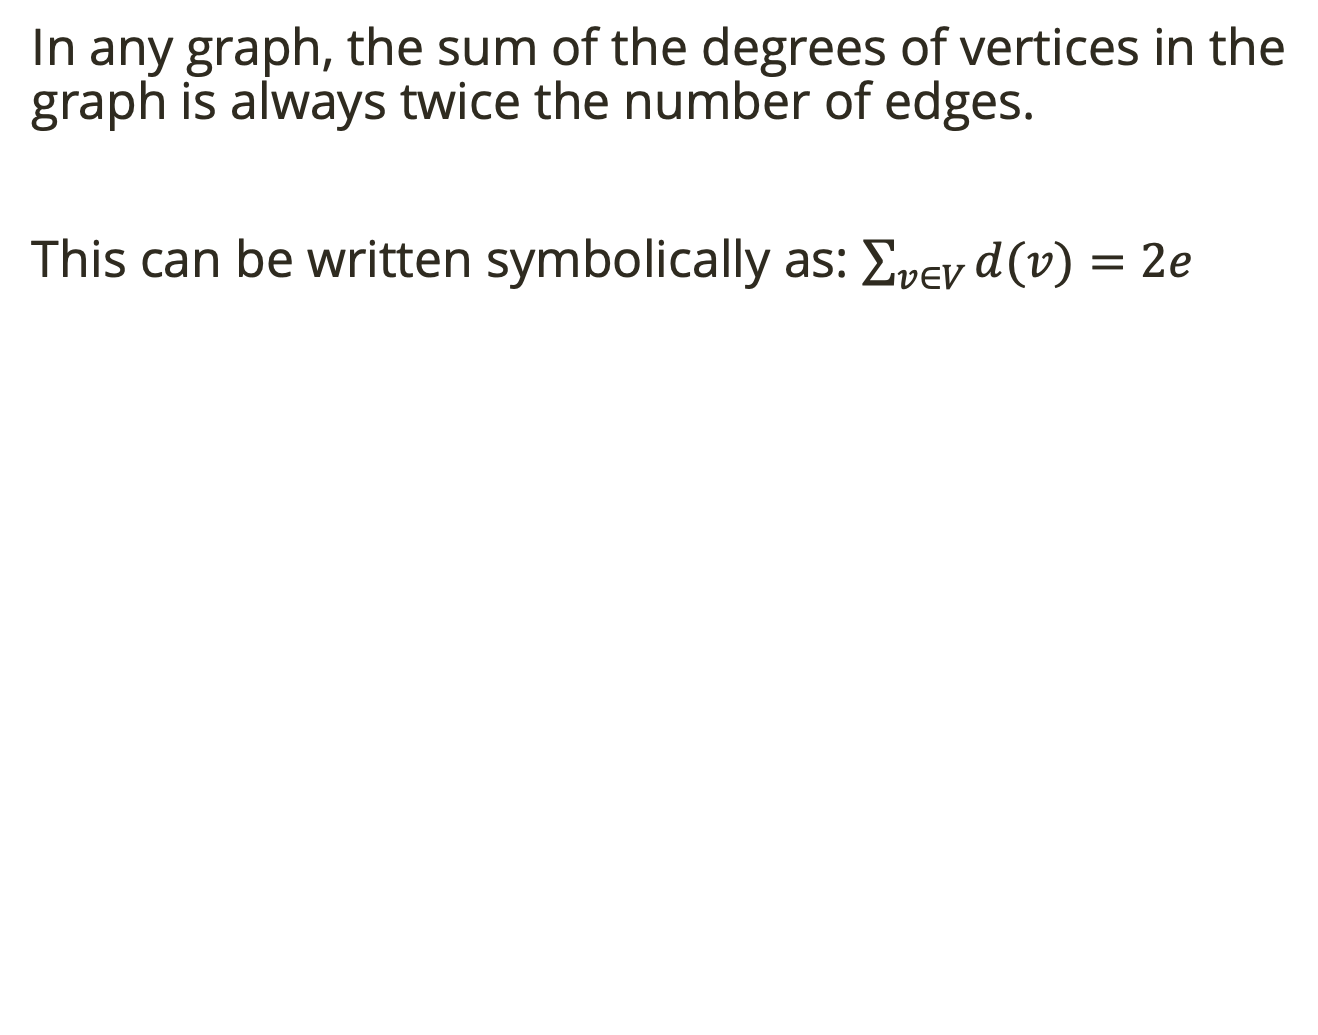 In any graph, the sum of the degrees of vertices in the
graph is always twice the number of edges.
This can be written symbolically as: ∑_{v∈V} d(v) = 2e